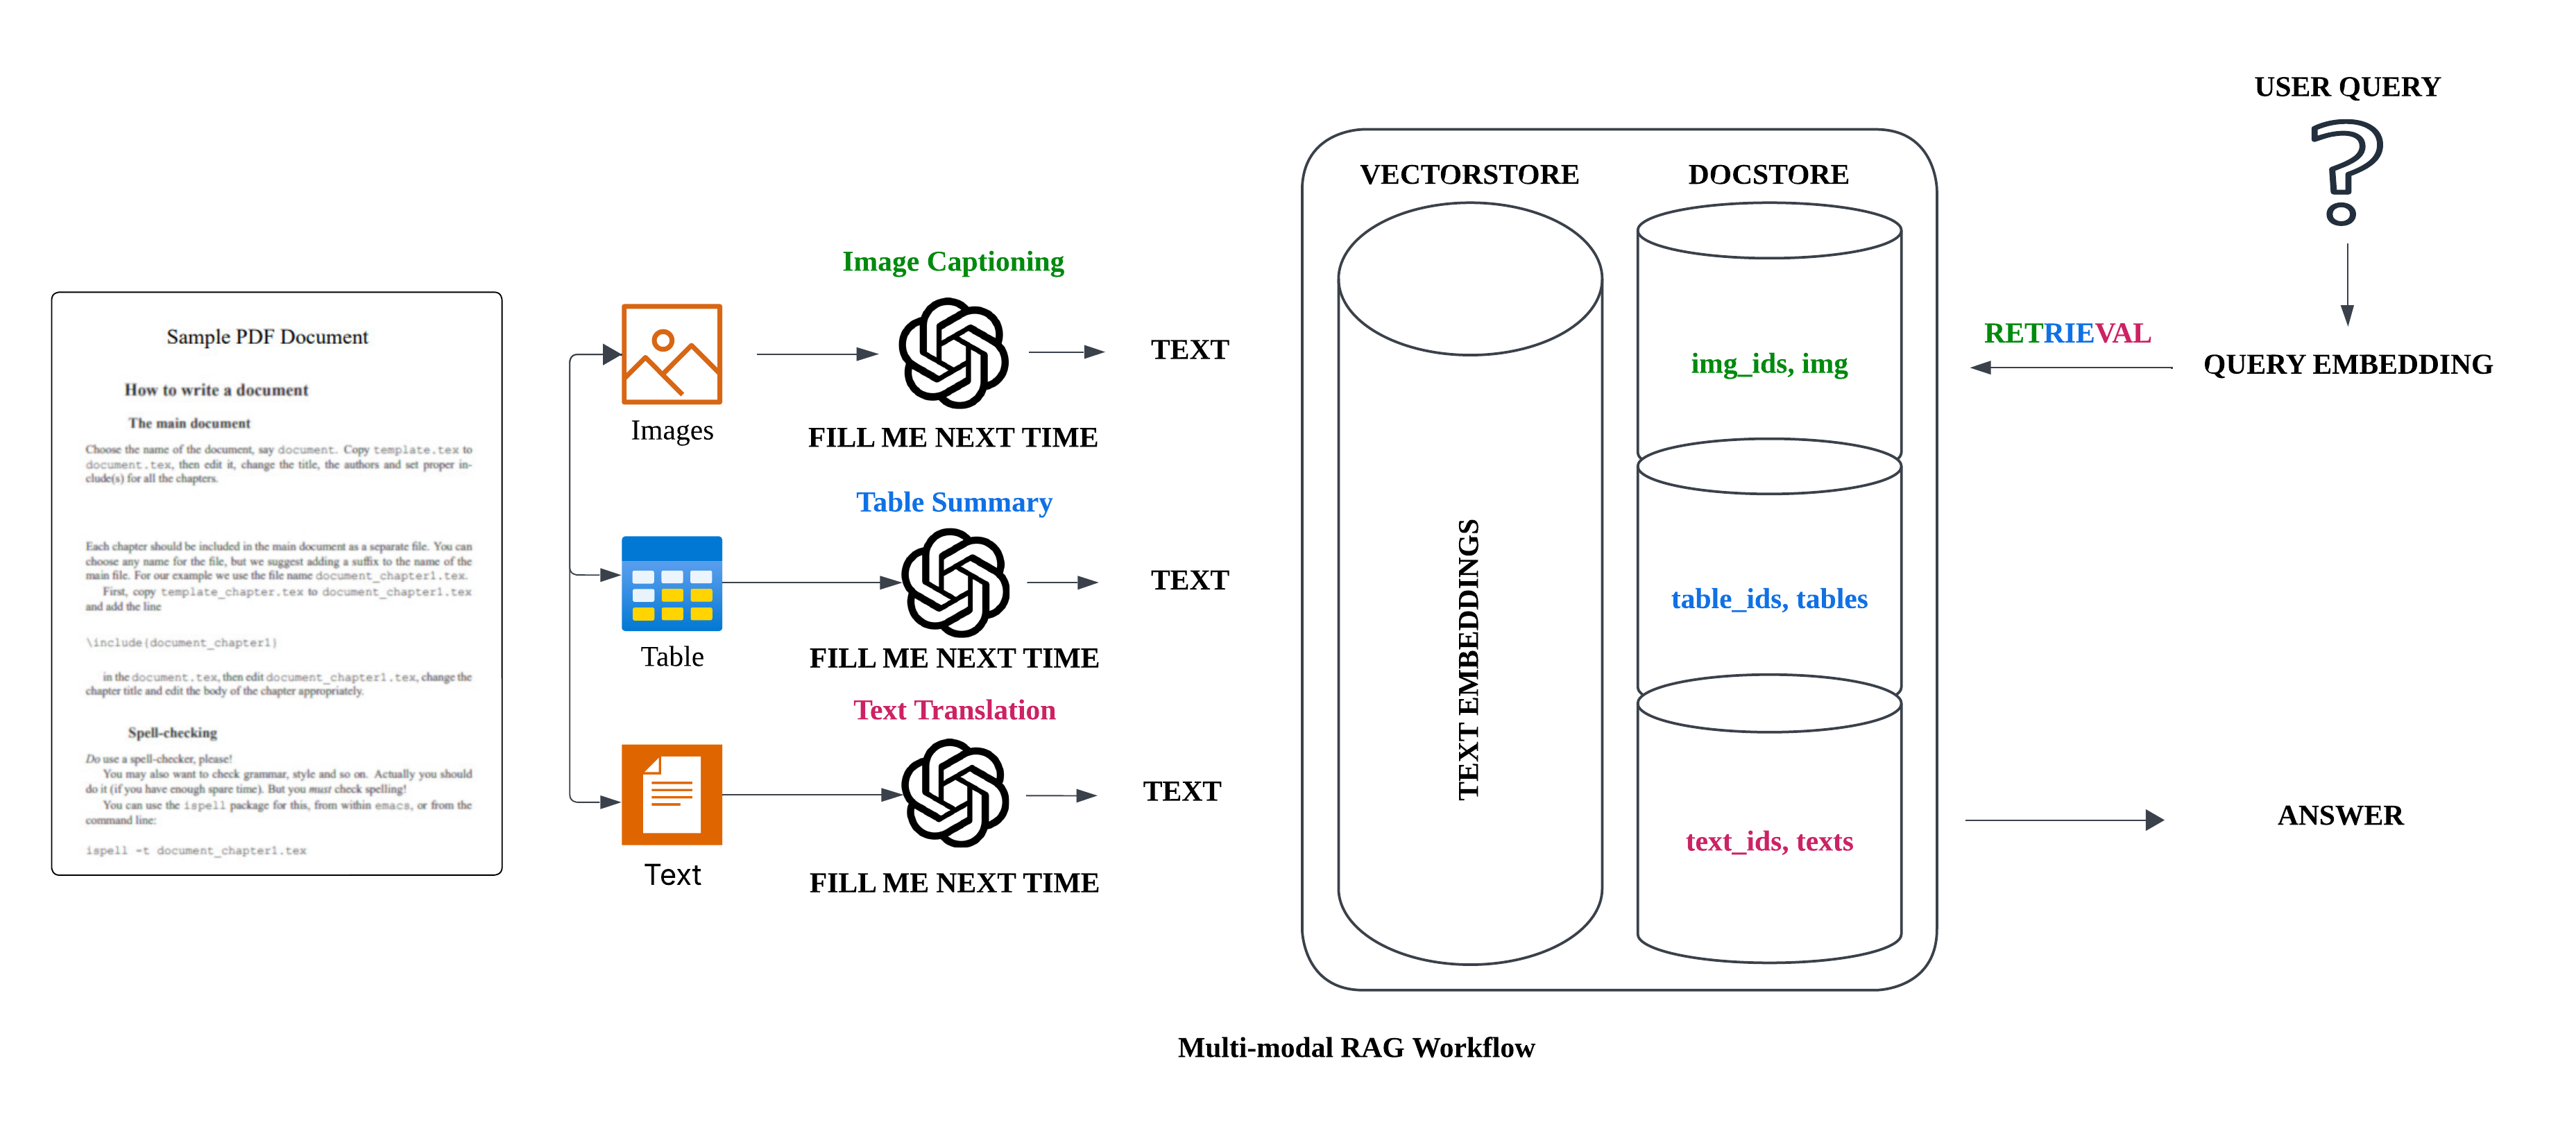 Sample PDF Document
How to write a document
The main document
Choose the name of the document, say document. Copy template.tex to
document.tex, then edit it, change the title, the authors and set proper in-
clude(s) for all the chapters.
Each chapter should be included in the main document as a separate file. You can
choose any name for the file, but we suggest adding a suffix to the name of the
main file. For our example we use the file name document_chapter1.tex.
First, copy template_chapter.tex to document_chapter1.tex
and add the line
\include{document_chapter1}
in the document.tex, then edit document_chapter1.tex, change the
chapter title and edit the body of the chapter appropriately.
Spell-checking
Do use a spell-checker, please!
You may also want to check grammar, style and so on. Actually you should
do it (if you have enough spare time). But you must check spelling!
You can use the ispell package for this, from within emacs, or from the
command line:
ispell -t document_chapter1.tex
Images
Table
Text
Image Captioning
FILL ME NEXT TIME
Table Summary
FILL ME NEXT TIME
Text Translation
FILL ME NEXT TIME
TEXT
TEXT
TEXT
VECTORSTORE
TEXT EMBEDDINGS
DOCSTORE
img_ids, img
table_ids, tables
text_ids, texts
USER QUERY
RETRIEVAL
QUERY EMBEDDING
ANSWER
Multi-modal RAG Workflow